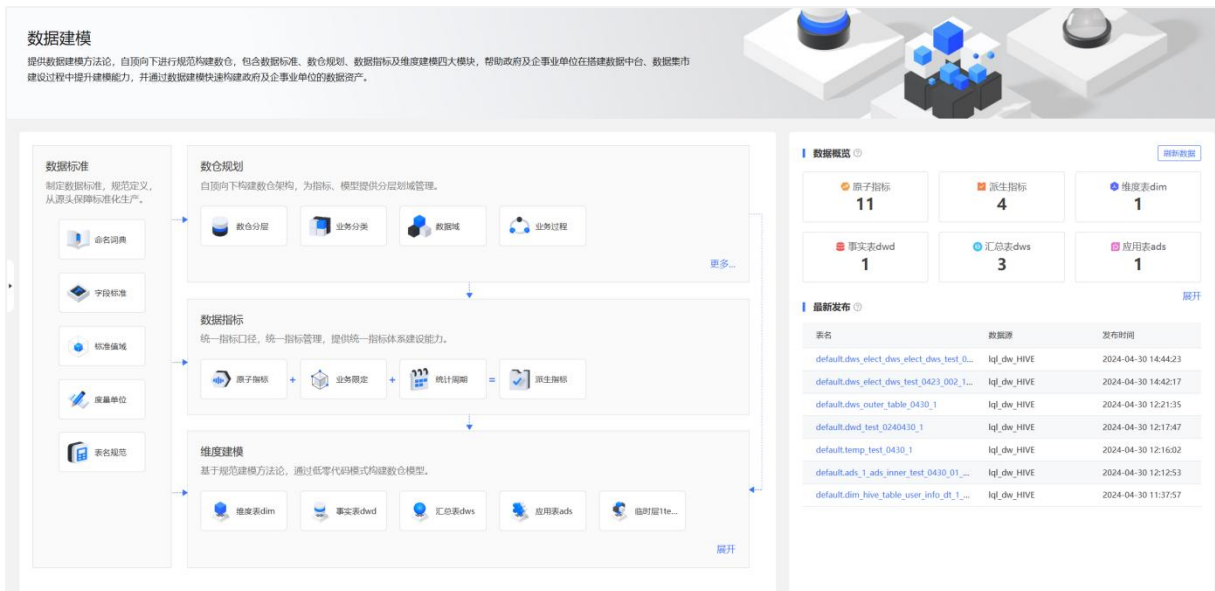 数据建模
提供数据建模方法论，自顶向下进行规范构建数仓，包含数据标准、数仓规划、数据指标及维度建模四大模块，帮助政府及企事业单位在搭建数据中台、数据集市
建设过程中提升建模能力，并通过数据建模快速构建政府及企事业单位的数据资产。
数据标准
制定数据标准，规范定义，
从源头保障标准化生产。
命名词典
字段标准
标准值域
度量单位
表名规范
数仓规划
自顶向下构建数仓架构，为指标、模型提供分层划域管理。
数仓分层
业务分类
数据域
业务过程
更多...
数据指标
统一指标口径，统一指标管理，提供统一指标体系建设能力。
原子指标 + 业务限定 + 统计周期 = 派生指标
维度建模
基于规范建模方法论，通过低零代码模式构建数仓模型。
维度表dim
事实表dwd
汇总表dws
应用表ads
临时层1te...
展开
数据概览
刷新数据
原子指标
11
派生指标
4
维度表dim
1
事实表dwd
1
汇总表dws
3
应用表ads
1
展开
最新发布
表名 数据源 发布时间
default.dws_elect_dws_elect_dws_test_0... lql_dw_HIVE 2024-04-30 14:44:23
default.dws_elect_dws_test_0423_002_1... lql_dw_HIVE 2024-04-30 14:42:17
default.dws_outer_table_0430_1 lql_dw_HIVE 2024-04-30 12:21:35
default.dwd_test_0240430_1 lql_dw_HIVE 2024-04-30 12:17:47
default.temp_test_0430_1 lql_dw_HIVE 2024-04-30 12:16:02
default.ads_1_ads_inner_test_0430_01_... lql_dw_HIVE 2024-04-30 12:12:53
default.dim_hive_table_user_info_dt_1_... lql_dw_HIVE 2024-04-30 11:37:57